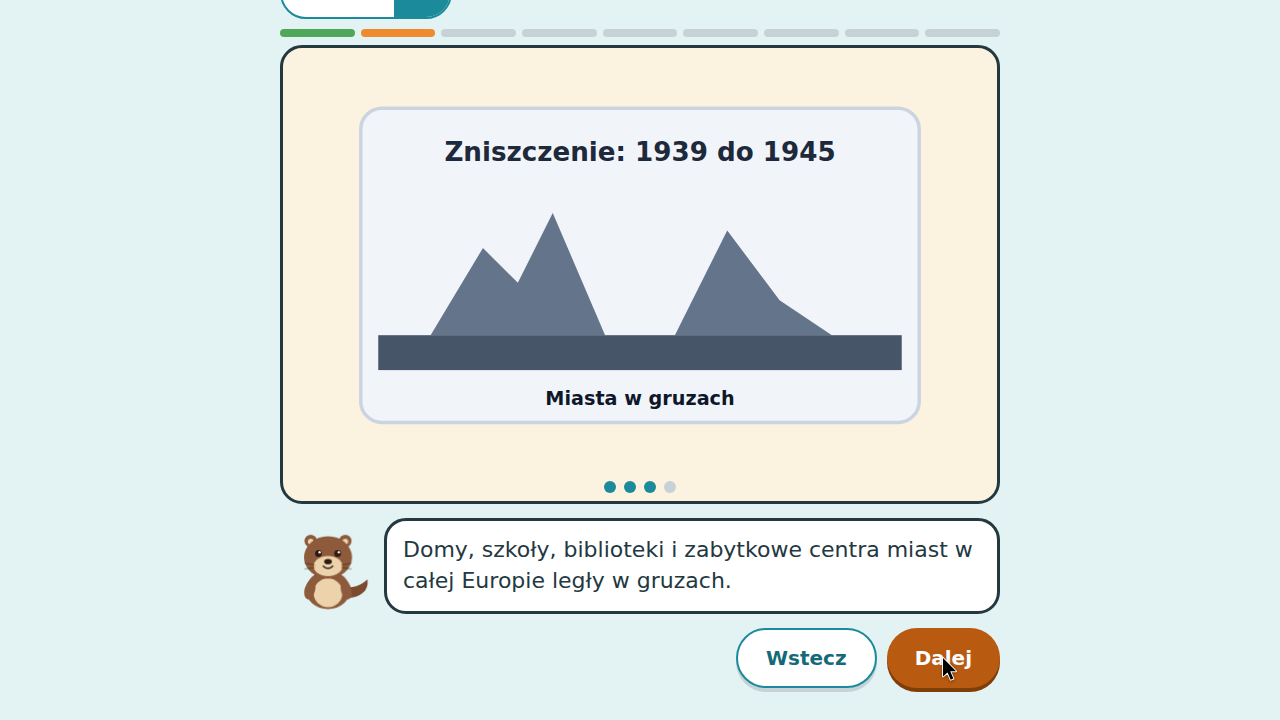 Zniszczenie: 1939 do 1945
Miasta w gruzach
Domy, szkoły, biblioteki i zabytkowe centra miast w
całej Europie legły w gruzach.
Wstecz
Dalej